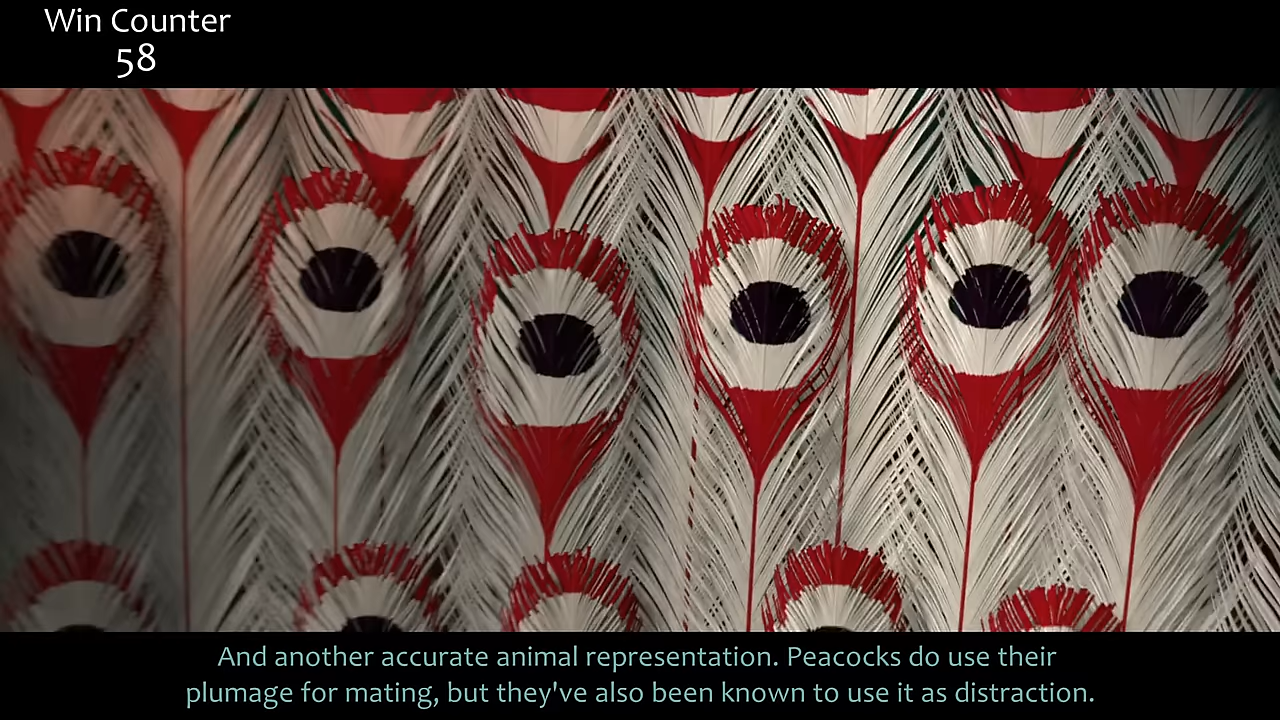 Win Counter
58
And another accurate animal representation. Peacocks do use their
plumage for mating, but they've also been known to use it as distraction.